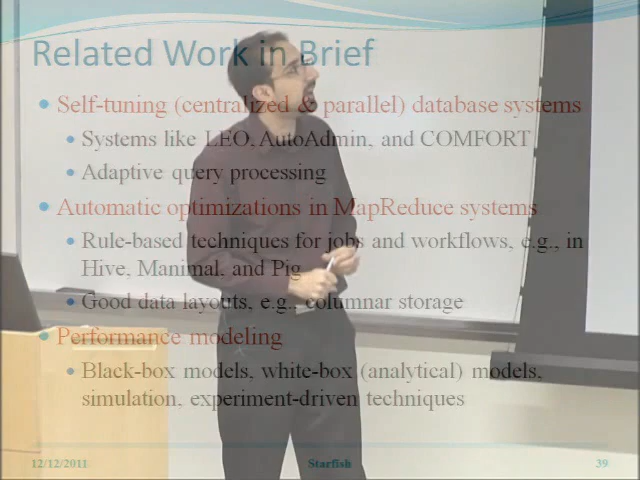 Related Work in Brief
Self-tuning (centralized & parallel) database systems
Systems like LEO, AutoAdmin, and COMFORT
Adaptive query processing
Automatic optimizations in MapReduce systems
Rule-based techniques for jobs and workflows, e.g., in
Hive, Manimal, and Pig
Good data layouts, e.g., columnar storage
Performance modeling
Black-box models, white-box (analytical) models,
simulation, experiment-driven techniques
12/12/2011 Starfish 39